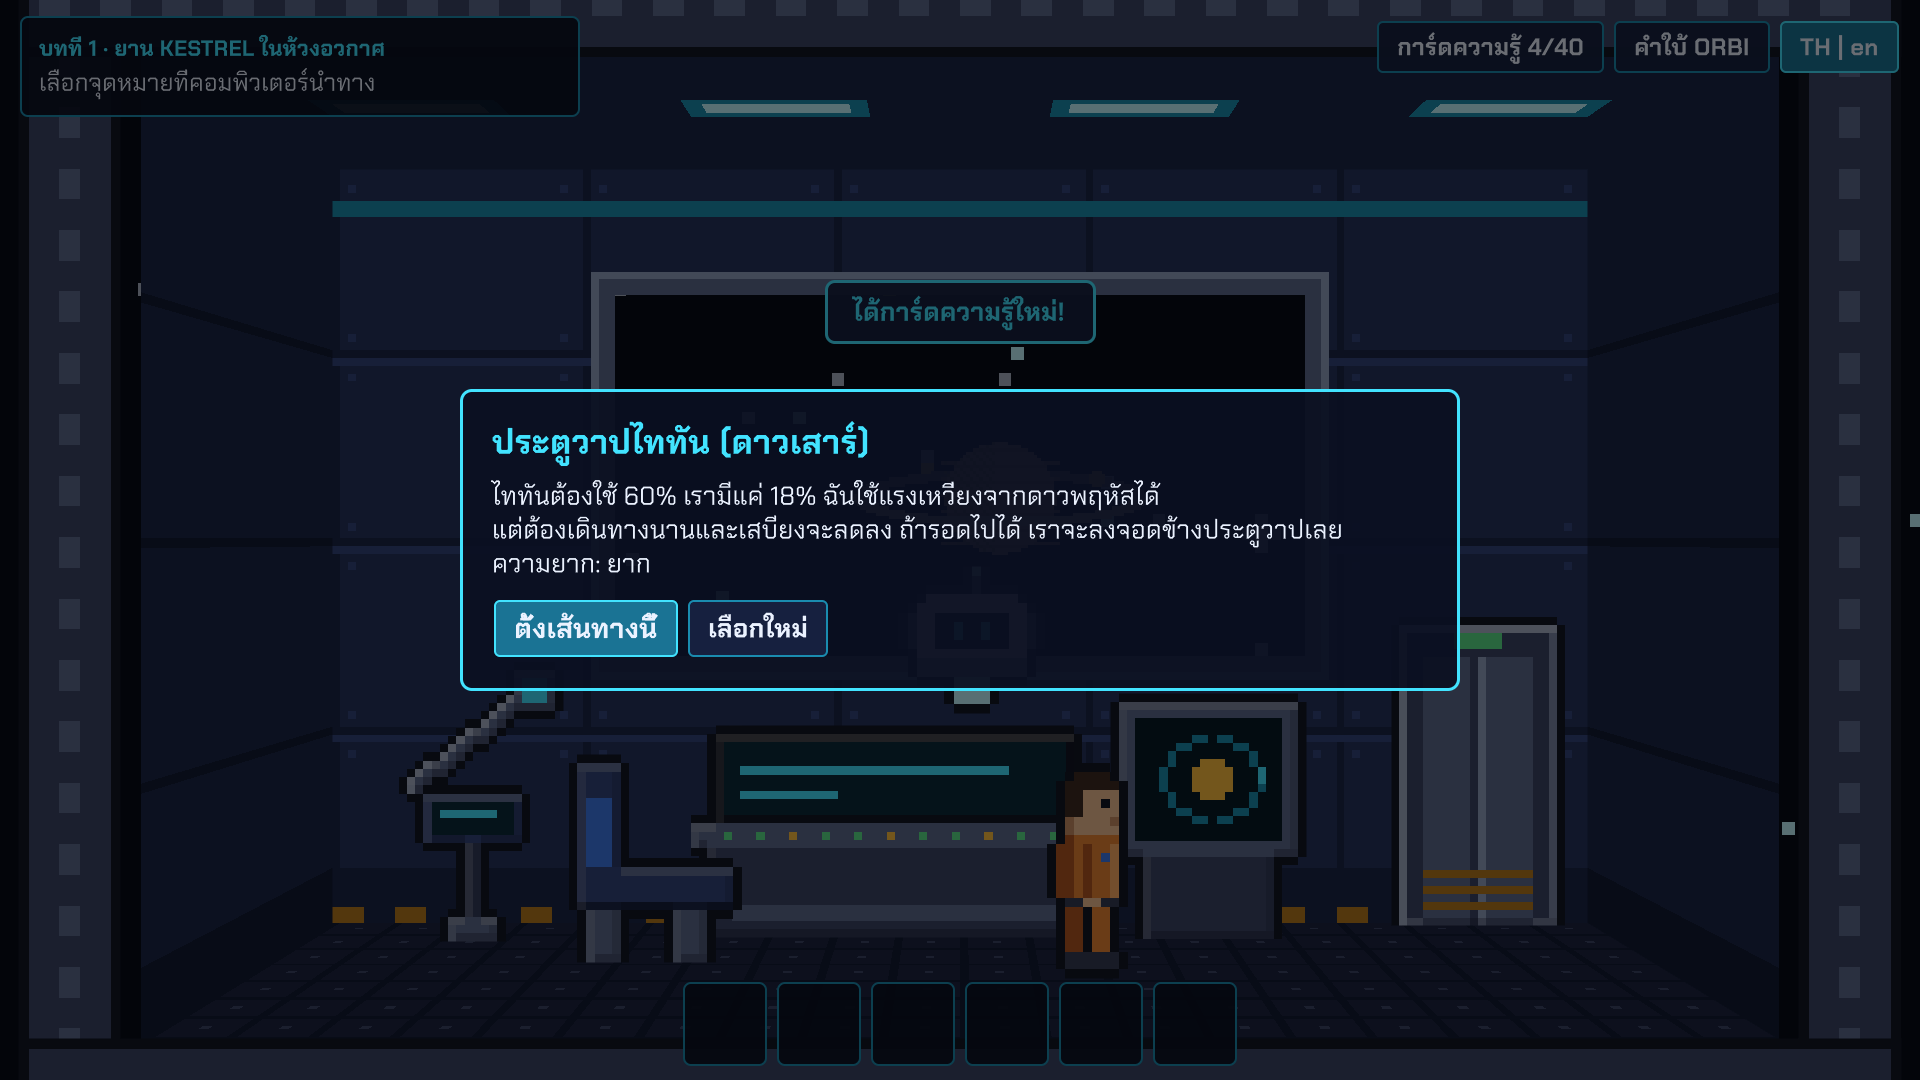 บทที่ 1 · ยาน KESTREL ในห้วงอวกาศ
เลือกจุดหมายที่คอมพิวเตอร์นำทาง
การ์ดความรู้ 4/40
คำใบ้ ORBI
TH | en
ได้การ์ดความรู้ใหม่!
ประตูวาปไททัน (ดาวเสาร์)
ไททันต้องใช้ 60% เรามีแค่ 18% ฉันใช้แรงเหวี่ยงจากดาวพฤหัสได้
แต่ต้องเดินทางนานและเสบียงจะลดลง ถ้ารอดไปได้ เราจะลงจอดข้างประตูวาปเลย
ความยาก: ยาก
ตั้งเส้นทางนี้
เลือกใหม่